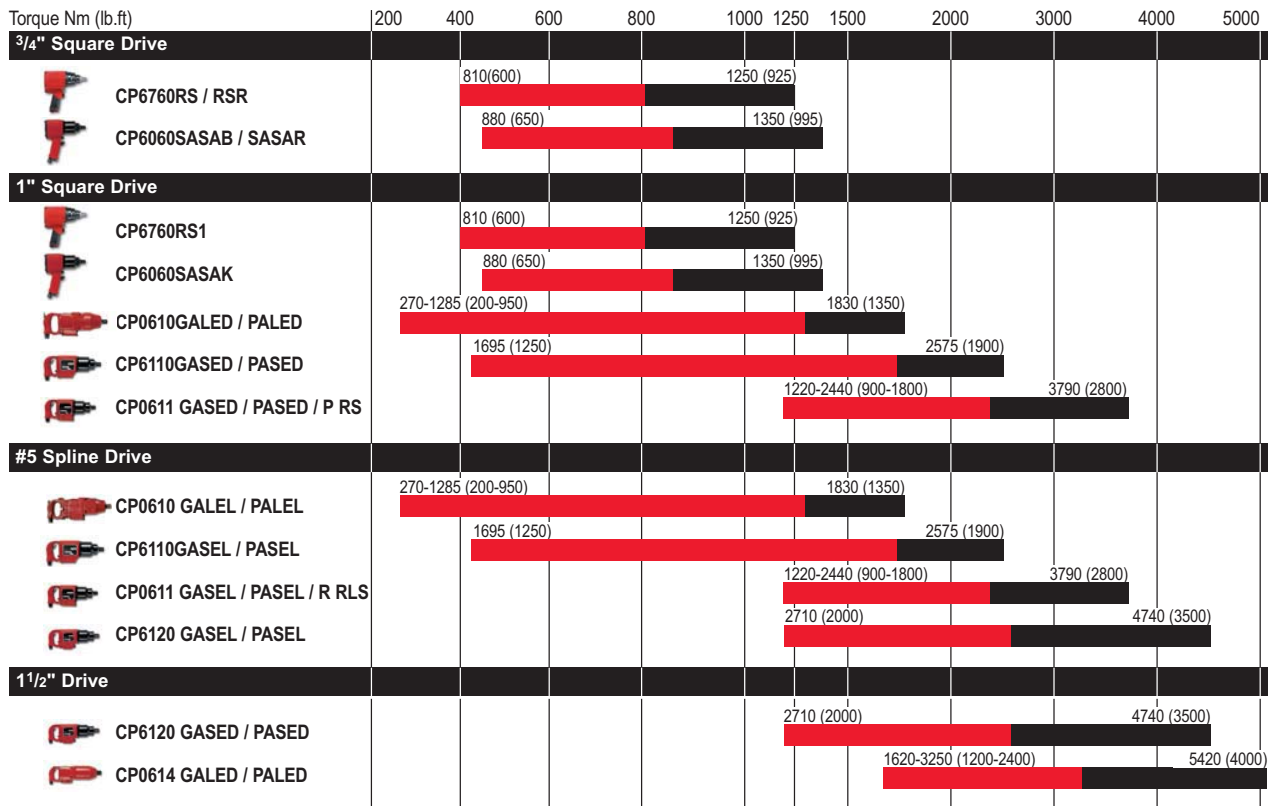 Torque Nm (lb.ft) 200 400 600 800 1000 1250 1500 2000 3000 4000 5000
3/4" Square Drive
810(600) 1250 (925)
CP6760RS / RSR
880 (650) 1350 (995)
CP6060SASAB / SASAR
1" Square Drive
810 (600) 1250 (925)
CP6760RS1
880 (650) 1350 (995)
CP6060SASAK
270-1285 (200-950) 1830 (1350)
CP0610GALED / PALED
1695 (1250) 2575 (1900)
CP6110GASED / PASED
1220-2440 (900-1800) 3790 (2800)
CP0611 GASED / PASED / P RS
#5 Spline Drive
270-1285 (200-950) 1830 (1350)
CP0610 GALEL / PALEL
1695 (1250) 2575 (1900)
CP6110GASEL / PASEL
1220-2440 (900-1800) 3790 (2800)
CP0611 GASEL / PASEL / R RLS
2710 (2000) 4740 (3500)
CP6120 GASEL / PASEL
1 1/2" Drive
2710 (2000) 4740 (3500)
CP6120 GASED / PASED
1620-3250 (1200-2400) 5420 (4000)
CP0614 GALED / PALED